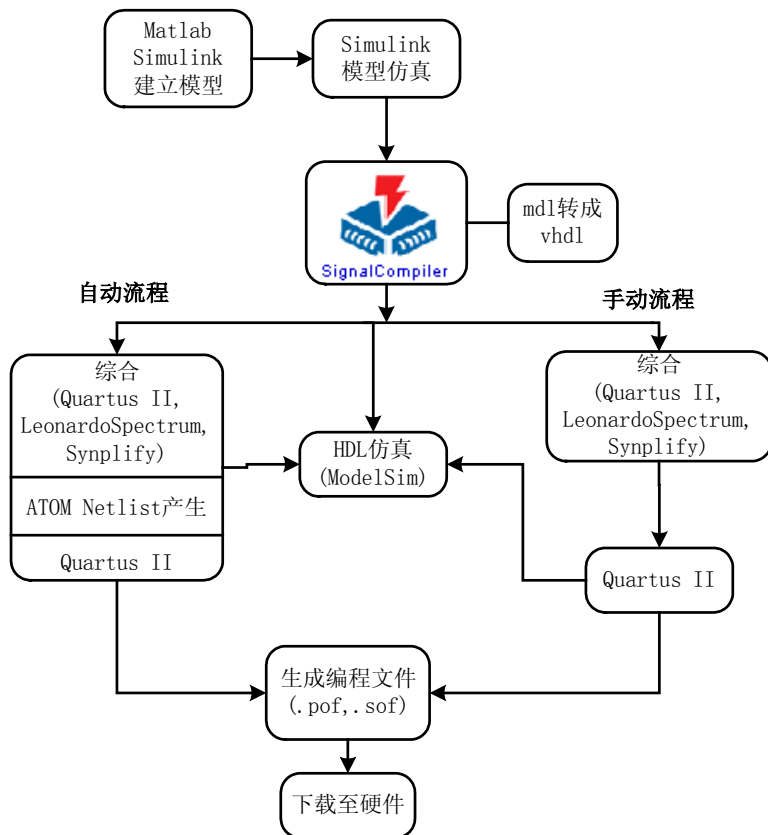 Matlab
Simulink
建立模型
Simulink
模型仿真
SignalCompiler
mdl转成
vhdl
自动流程
手动流程
综合
(Quartus II,
LeonardoSpectrum,
Synplify)
ATOM Netlist产生
Quartus II
HDL仿真
(ModelSim)
综合
(Quartus II,
LeonardoSpectrum,
Synplify)
Quartus II
生成编程文件
(.pof,.sof)
下载至硬件